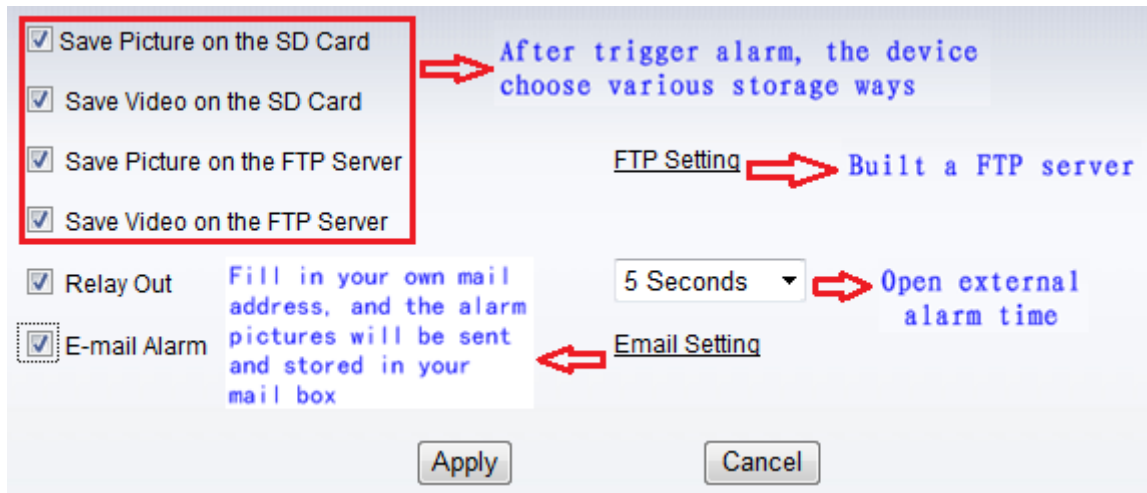 Save Picture on the SD Card
After trigger alarm, the device
choose various storage ways
Save Video on the SD Card
Save Picture on the FTP Server
FTP Setting
Built a FTP server
Save Video on the FTP Server
Relay Out
Fill in your own mail
address, and the alarm
pictures will be sent
and stored in your
mail box
5 Seconds
Open external
alarm time
E-mail Alarm
Email Setting
Apply
Cancel